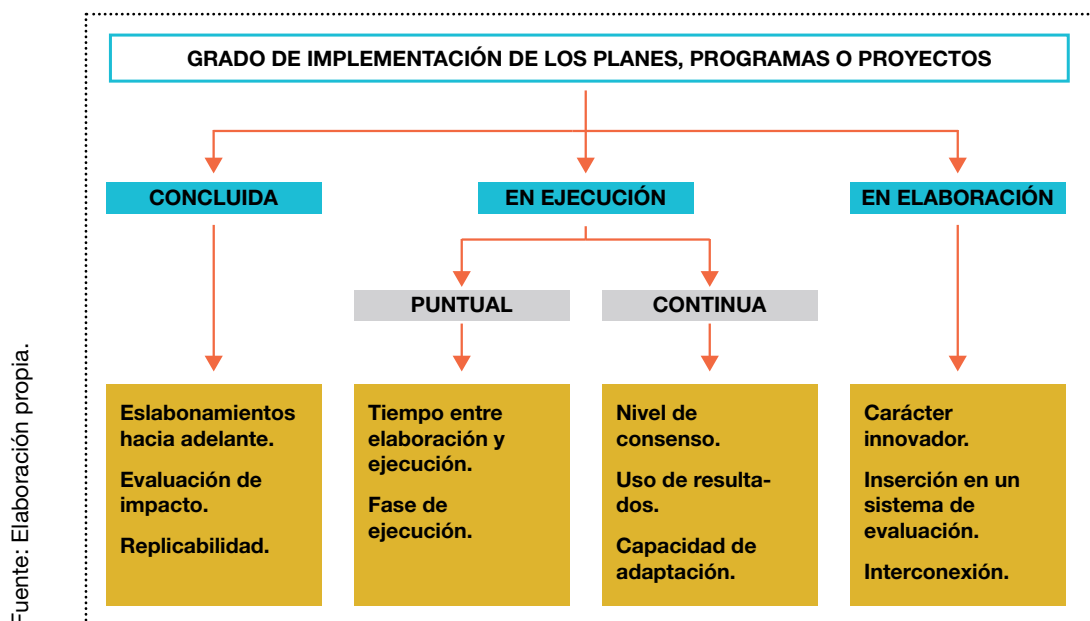 GRADO DE IMPLEMENTACIÓN DE LOS PLANES, PROGRAMAS O PROYECTOS
CONCLUIDA
EN EJECUCIÓN
EN ELABORACIÓN
PUNTUAL
CONTINUA
Eslabonamientos
hacia adelante.
Evaluación de
impacto.
Replicabilidad.
Tiempo entre
elaboración y
ejecución.
Fase de
ejecución.
Nivel de
consenso.
Uso de resulta-
dos.
Capacidad de
adaptación.
Carácter
innovador.
Inserción en un
sistema de
evaluación.
Interconexión.
Fuente: Elaboración propia.